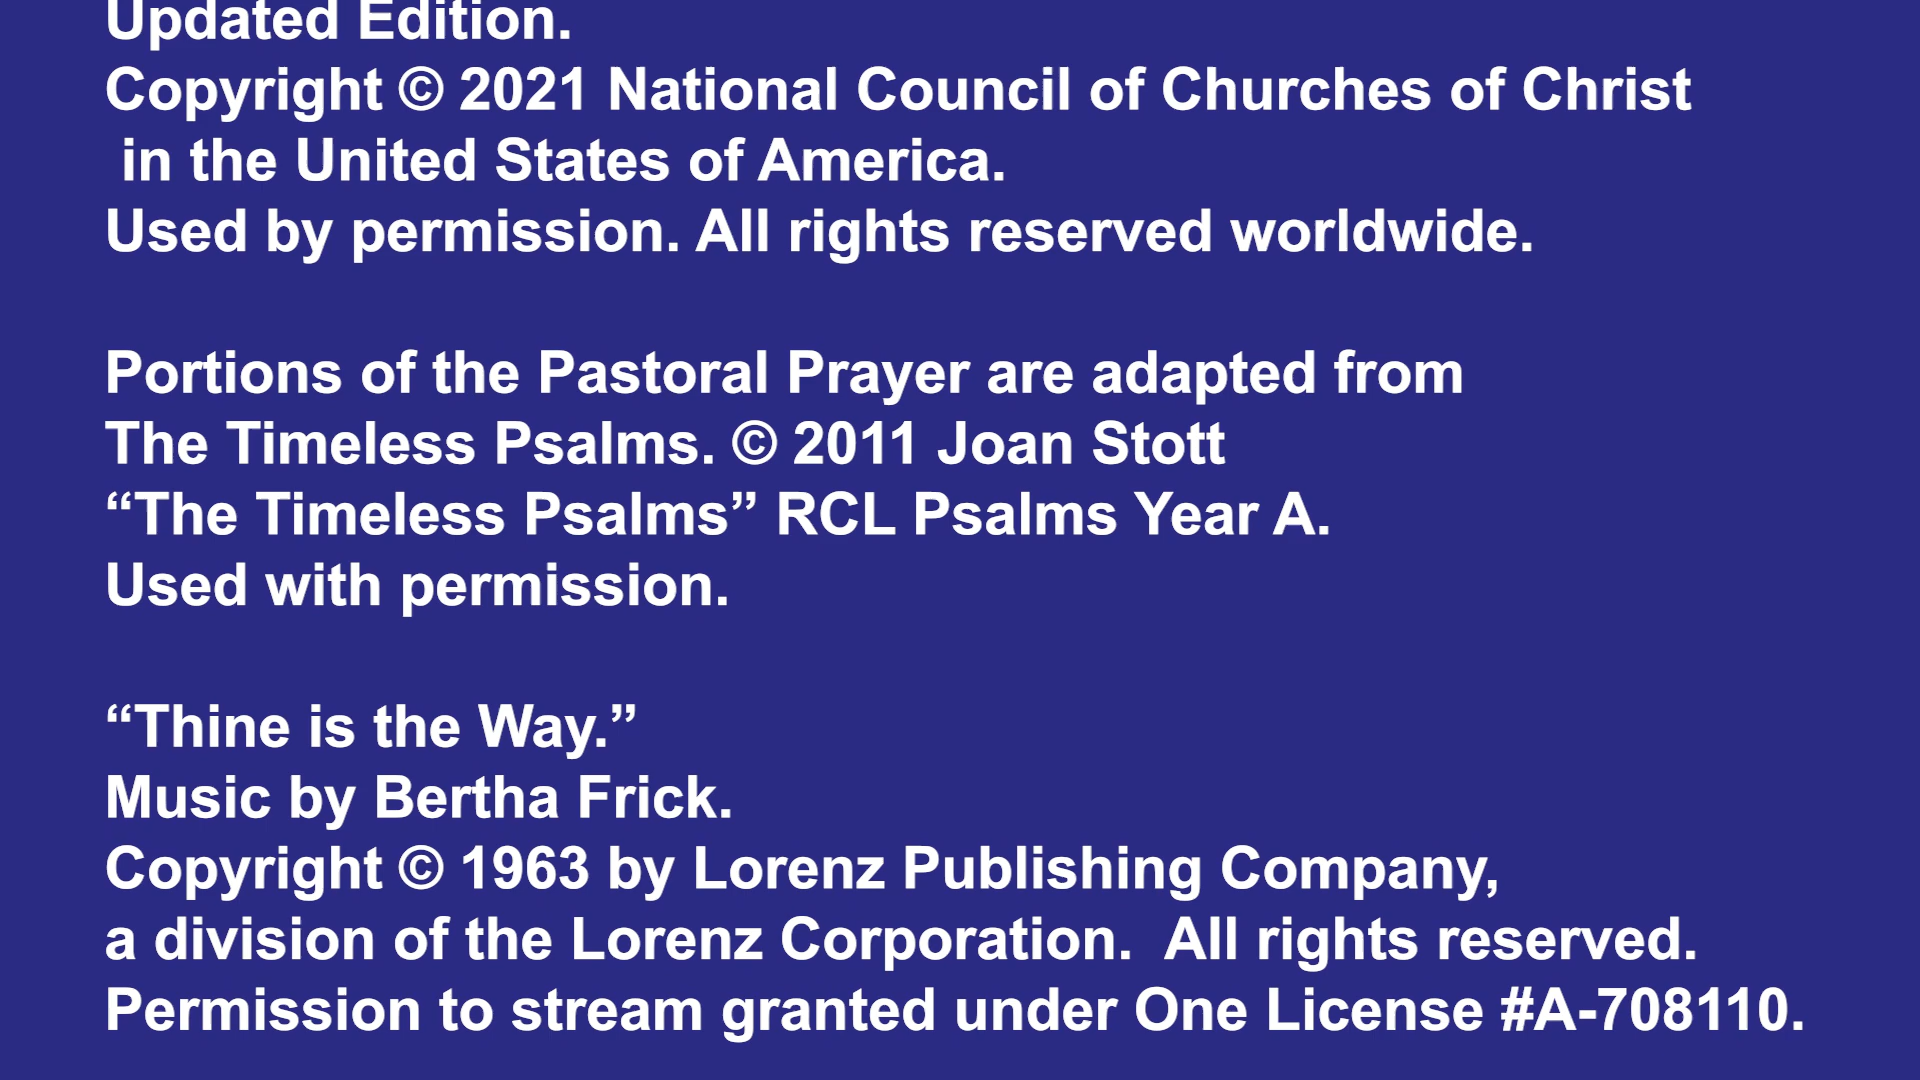 Updated Edition.
Copyright © 2021 National Council of Churches of Christ
in the United States of America.
Used by permission. All rights reserved worldwide.
Portions of the Pastoral Prayer are adapted from
The Timeless Psalms. © 2011 Joan Stott
“The Timeless Psalms” RCL Psalms Year A.
Used with permission.
“Thine is the Way.”
Music by Bertha Frick.
Copyright © 1963 by Lorenz Publishing Company,
a division of the Lorenz Corporation.  All rights reserved.
Permission to stream granted under One License #A-708110.